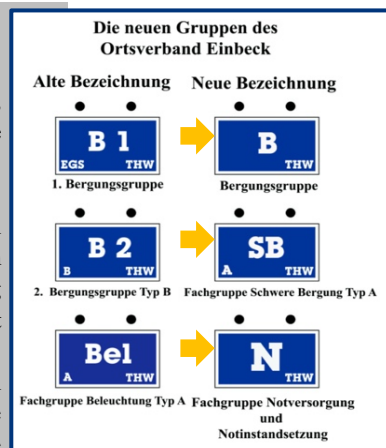 Die neuen Gruppen des
Ortsverband Einbeck
Alte Bezeichnung Neue Bezeichnung
B 1
EGS THW
1. Bergungsgruppe
B
THW
Bergungsgruppe
B 2
B THW
2. Bergungsgruppe Typ B
SB
A THW
Fachgruppe Schwere Bergung Typ A
Bel
A THW
Fachgruppe Beleuchtung Typ A
N
THW
Fachgruppe Notversorgung
und
Notinstandsetzung